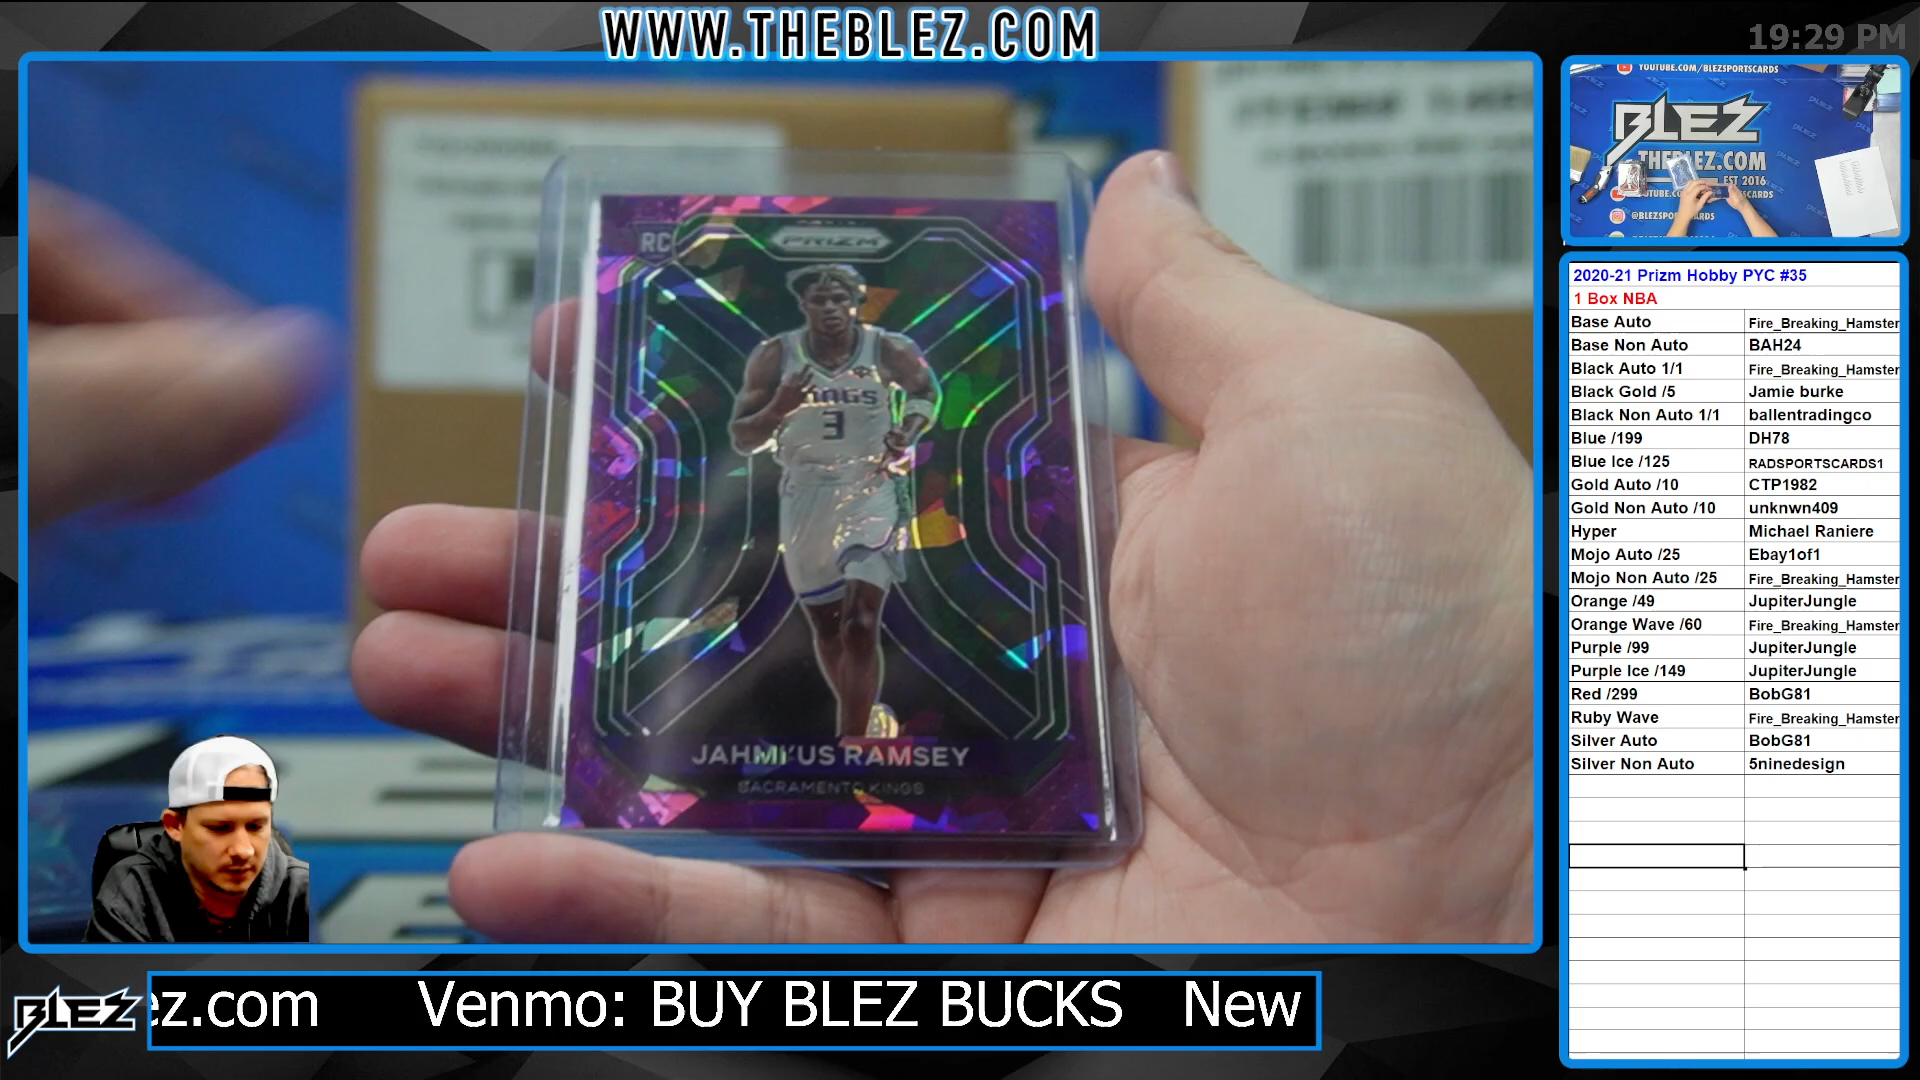 WWW.THEBLEZ.COM
19:29 PM
RC
PRIZM
KINGS
3
JAHMI'US RAMSEY
SACRAMENTO KINGS
YOUTUBE.COM/BLEZSPORTSCARDS
BLEZ
THEBLEZ.COM
EST 2016
@BLEZSPO CARDS
2020-21 Prizm Hobby PYC #35
1 Box NBA
Base Auto Fire_Breaking_Hamster
Base Non Auto BAH24
Black Auto 1/1 Fire_Breaking_Hamster
Black Gold /5 Jamie burke
Black Non Auto 1/1 ballentradingco
Blue /199 DH78
Blue Ice /125 RADSPORTSCARDS1
Gold Auto /10 CTP1982
Gold Non Auto /10 unknwn409
Hyper Michael Raniere
Mojo Auto /25 Ebay1of1
Mojo Non Auto /25 Fire_Breaking_Hamster
Orange /49 JupiterJungle
Orange Wave /60 Fire_Breaking_Hamster
Purple /99 JupiterJungle
Purple Ice /149 JupiterJungle
Red /299 BobG81
Ruby Wave Fire_Breaking_Hamster
Silver Auto BobG81
Silver Non Auto 5ninedesign
BLEZ
ez.com Venmo: BUY BLEZ BUCKS New